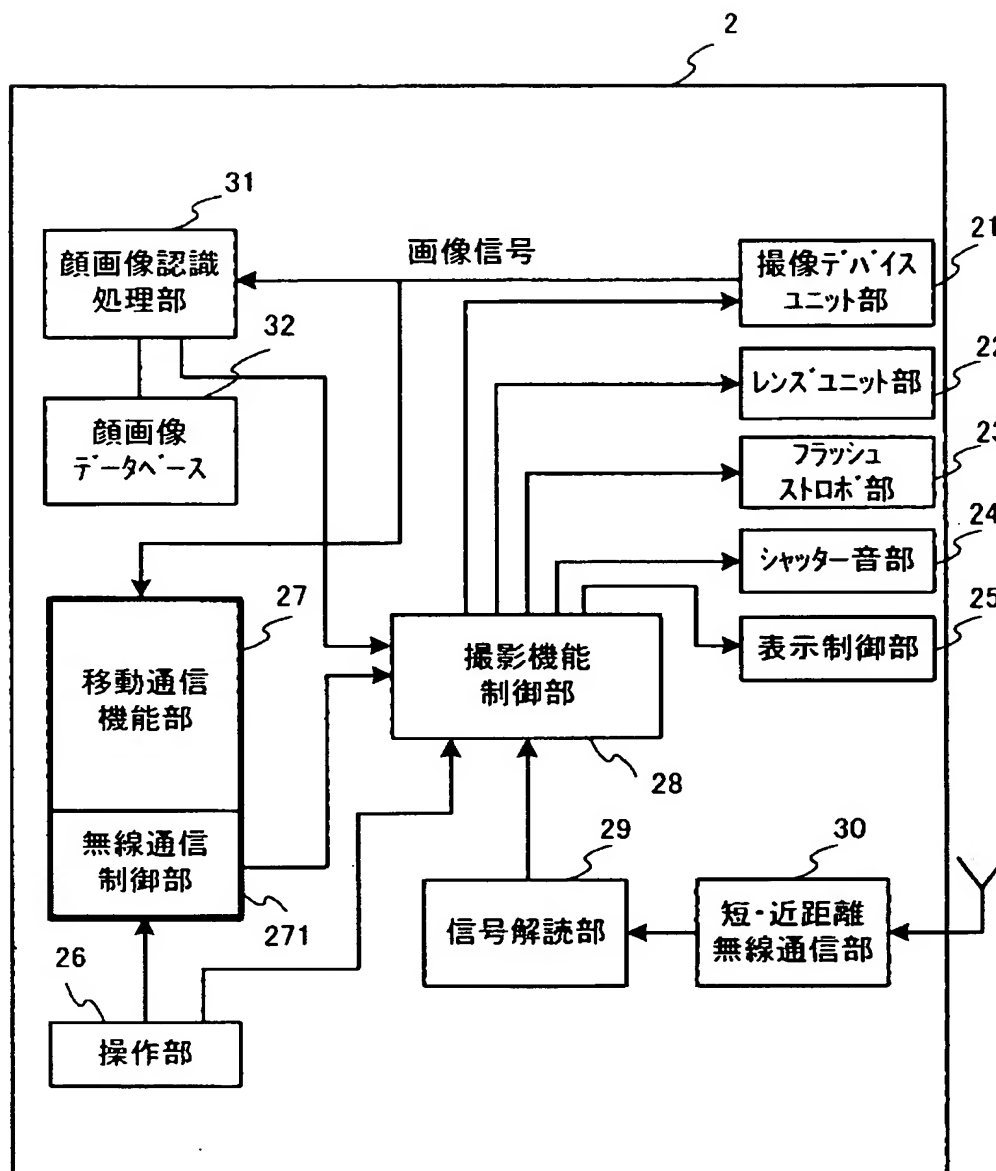 2
31
顔画像認識
処理部
画像信号
21
撮像デバイス
ユニット部
32
22
レンズユニット部
顔画像
データベース
23
フラッシュ
ストロボ部
24
シャッター音部
27
25
表示制御部
移動通信
機能部
撮影機能
制御部
28
無線通信
制御部
271
29
信号解読部
30
短・近距離
無線通信部
26
操作部